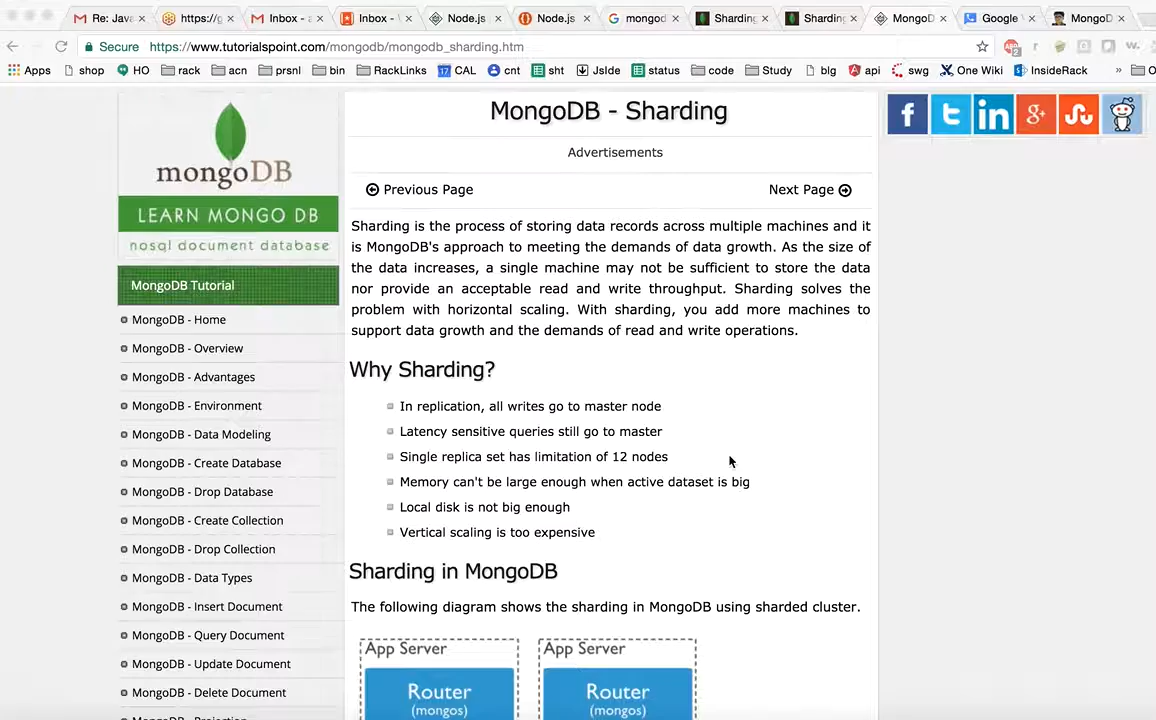 Re: Java
https://g
Inbox - a
Inbox -
Node.js
Node.js
mongod
Sharding
Sharding
MongoD
Google
MongoD
Secure https://www.tutorialspoint.com/mongodb/mongodb_sharding.htm
Apps shop HO rack acn prsnl bin RackLinks 17 CAL cnt sht JsIde status code Study blg api swg One Wiki InsideRack »
mongoDB
LEARN MONGO DB
nosql document database
MongoDB Tutorial
MongoDB - Home
MongoDB - Overview
MongoDB - Advantages
MongoDB - Environment
MongoDB - Data Modeling
MongoDB - Create Database
MongoDB - Drop Database
MongoDB - Create Collection
MongoDB - Drop Collection
MongoDB - Data Types
MongoDB - Insert Document
MongoDB - Query Document
MongoDB - Update Document
MongoDB - Delete Document
MongoDB - Sharding
Advertisements
Previous Page
Next Page
Sharding is the process of storing data records across multiple machines and it
is MongoDB's approach to meeting the demands of data growth. As the size of
the data increases, a single machine may not be sufficient to store the data
nor provide an acceptable read and write throughput. Sharding solves the
problem with horizontal scaling. With sharding, you add more machines to
support data growth and the demands of read and write operations.
Why Sharding?
In replication, all writes go to master node
Latency sensitive queries still go to master
Single replica set has limitation of 12 nodes
Memory can't be large enough when active dataset is big
Local disk is not big enough
Vertical scaling is too expensive
Sharding in MongoDB
The following diagram shows the sharding in MongoDB using sharded cluster.
App Server
Router
(mongos)
App Server
Router
(mongos)